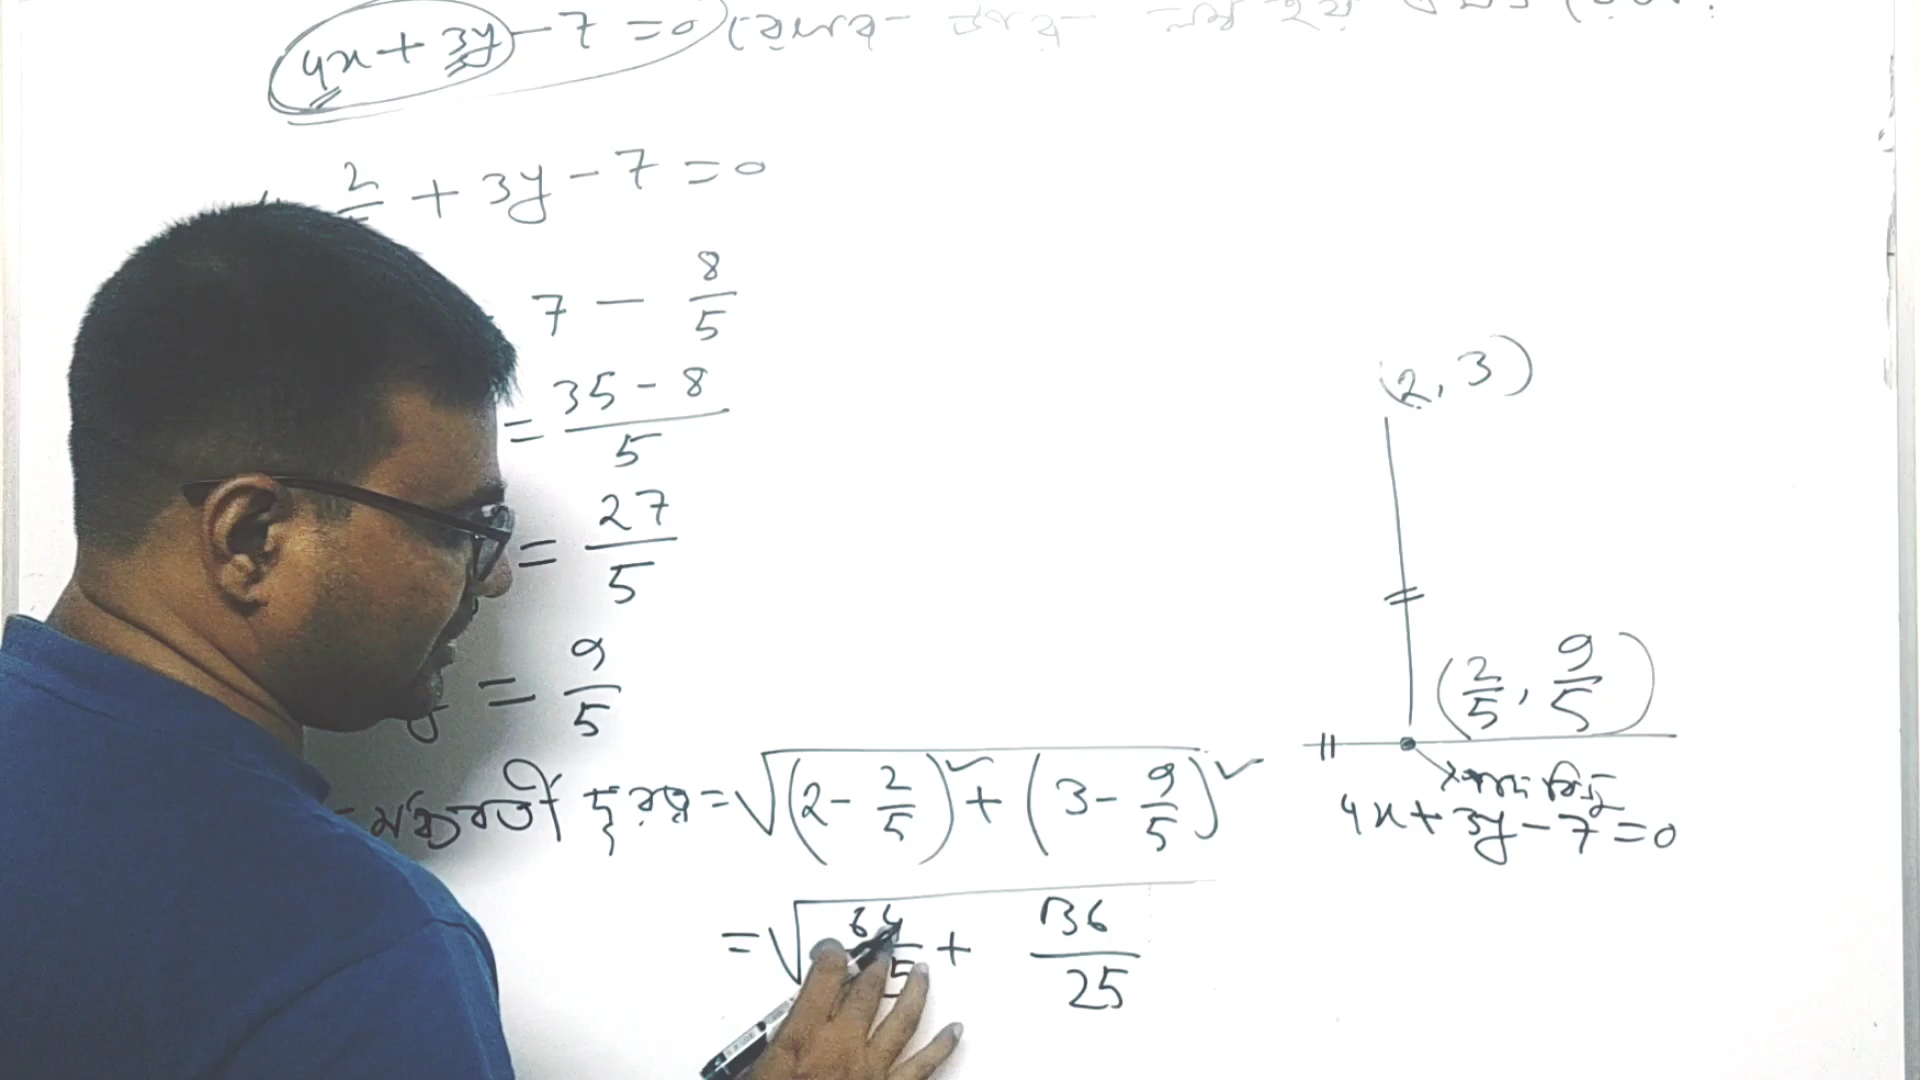 4x + 3y - 7 = 0
2 + 3y - 7 = 0
7 - 8/5
= (35 - 8)/5
= 27/5
y = 9/5
মধ্যবর্তী দূরত্ব = √((2 - 2/5)² + (3 - 9/5)²)
= √(64/5 + 36/25)
(2, 3)
(2/5, 9/5)
বিন্দু
4x + 3y - 7 = 0